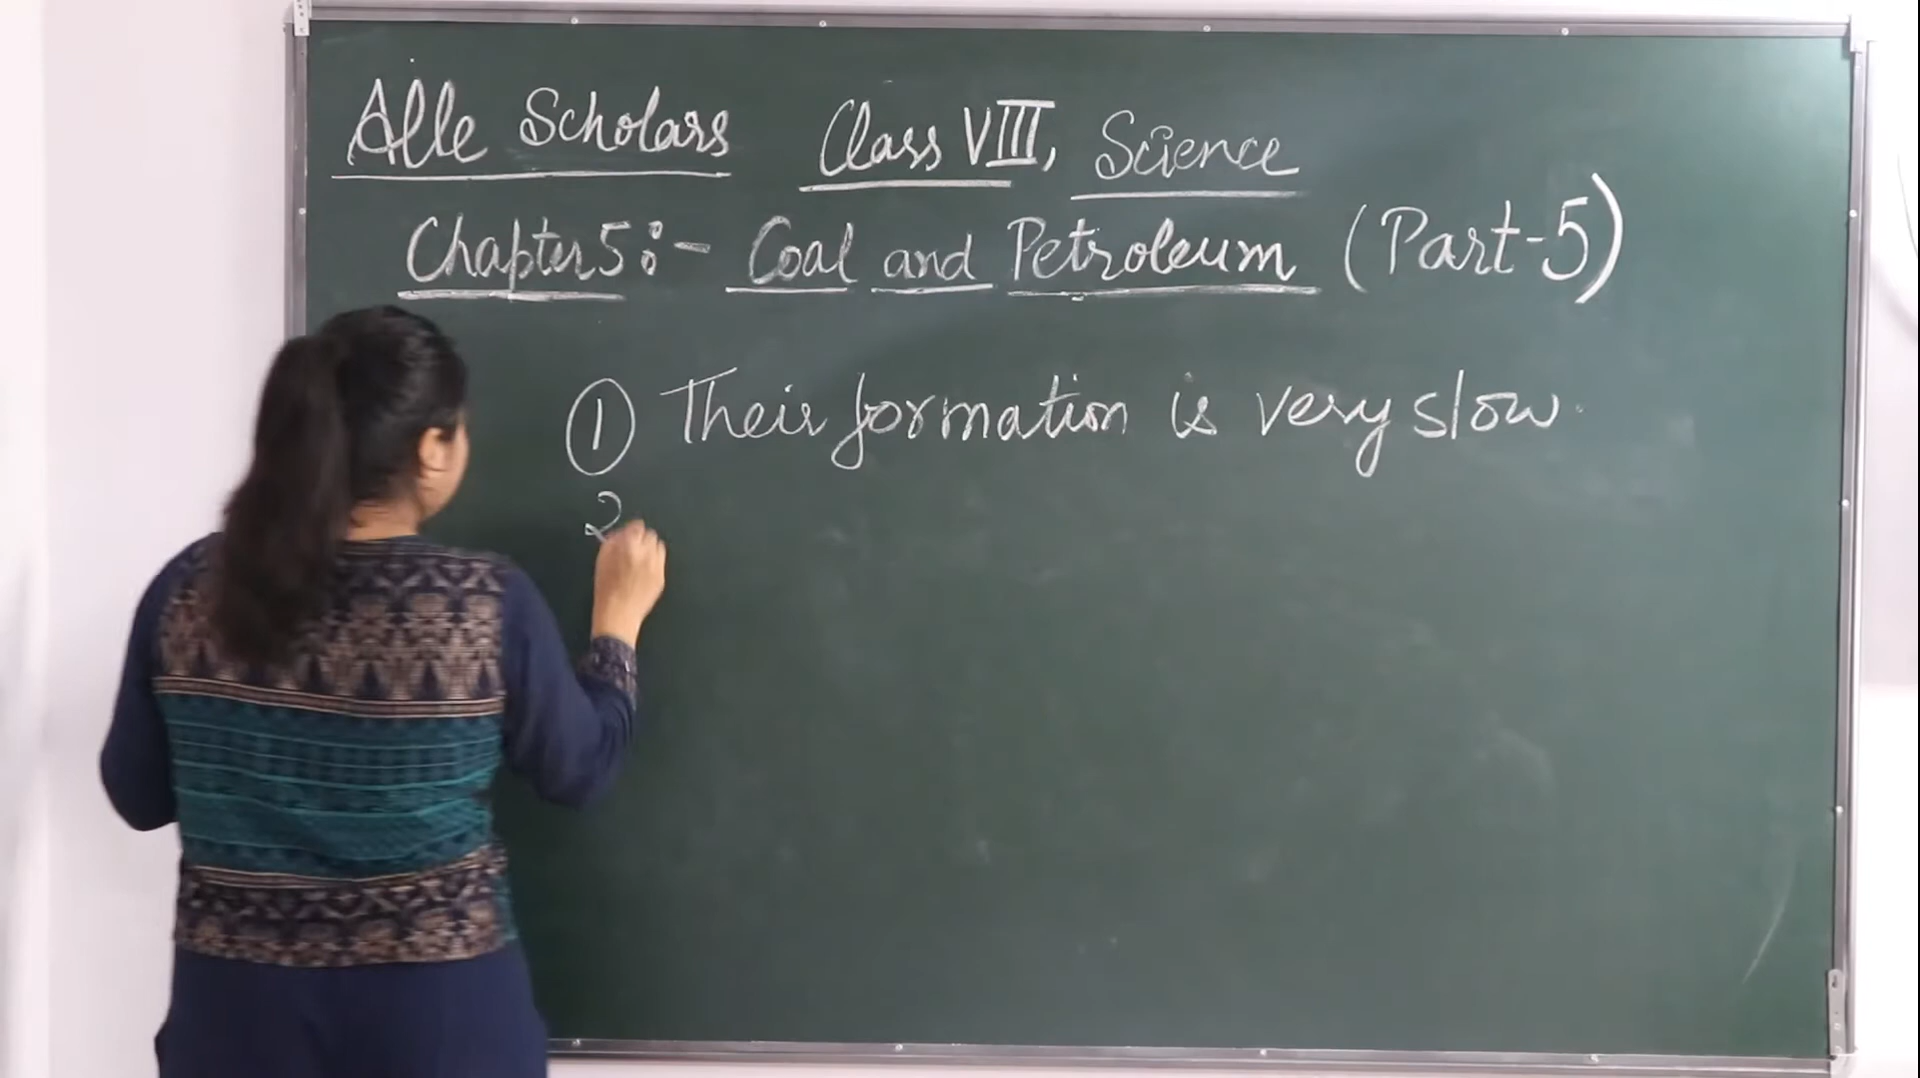 Alle Scholars Class VIII, Science
Chapter 5:- Coal and Petroleum (Part-5)
① Their formation is very slow.
2